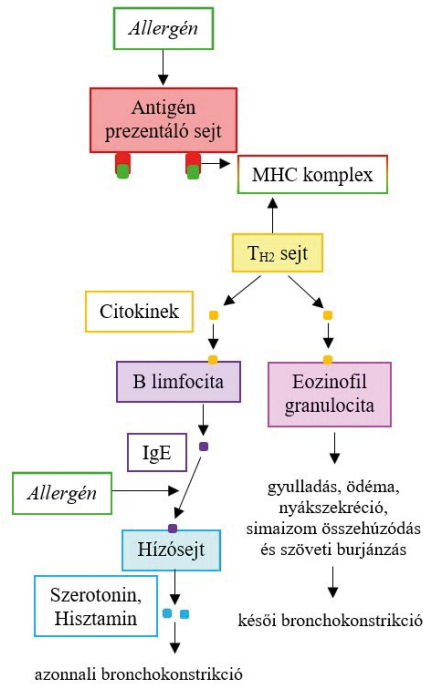 Allergén
Antigén
prezentáló sejt
MHC komplex
TH2 sejt
Citokinek
B limfocita
Eozinofil
granulocita
IgE
Allergén
gyulladás, ödéma,
nyákszekréció,
simaizom összehúzódás
és szöveti burjánzás
Hízósejt
Szerotonin,
Hisztamin
késői bronchokonstrikció
azonnali bronchokonstrikció